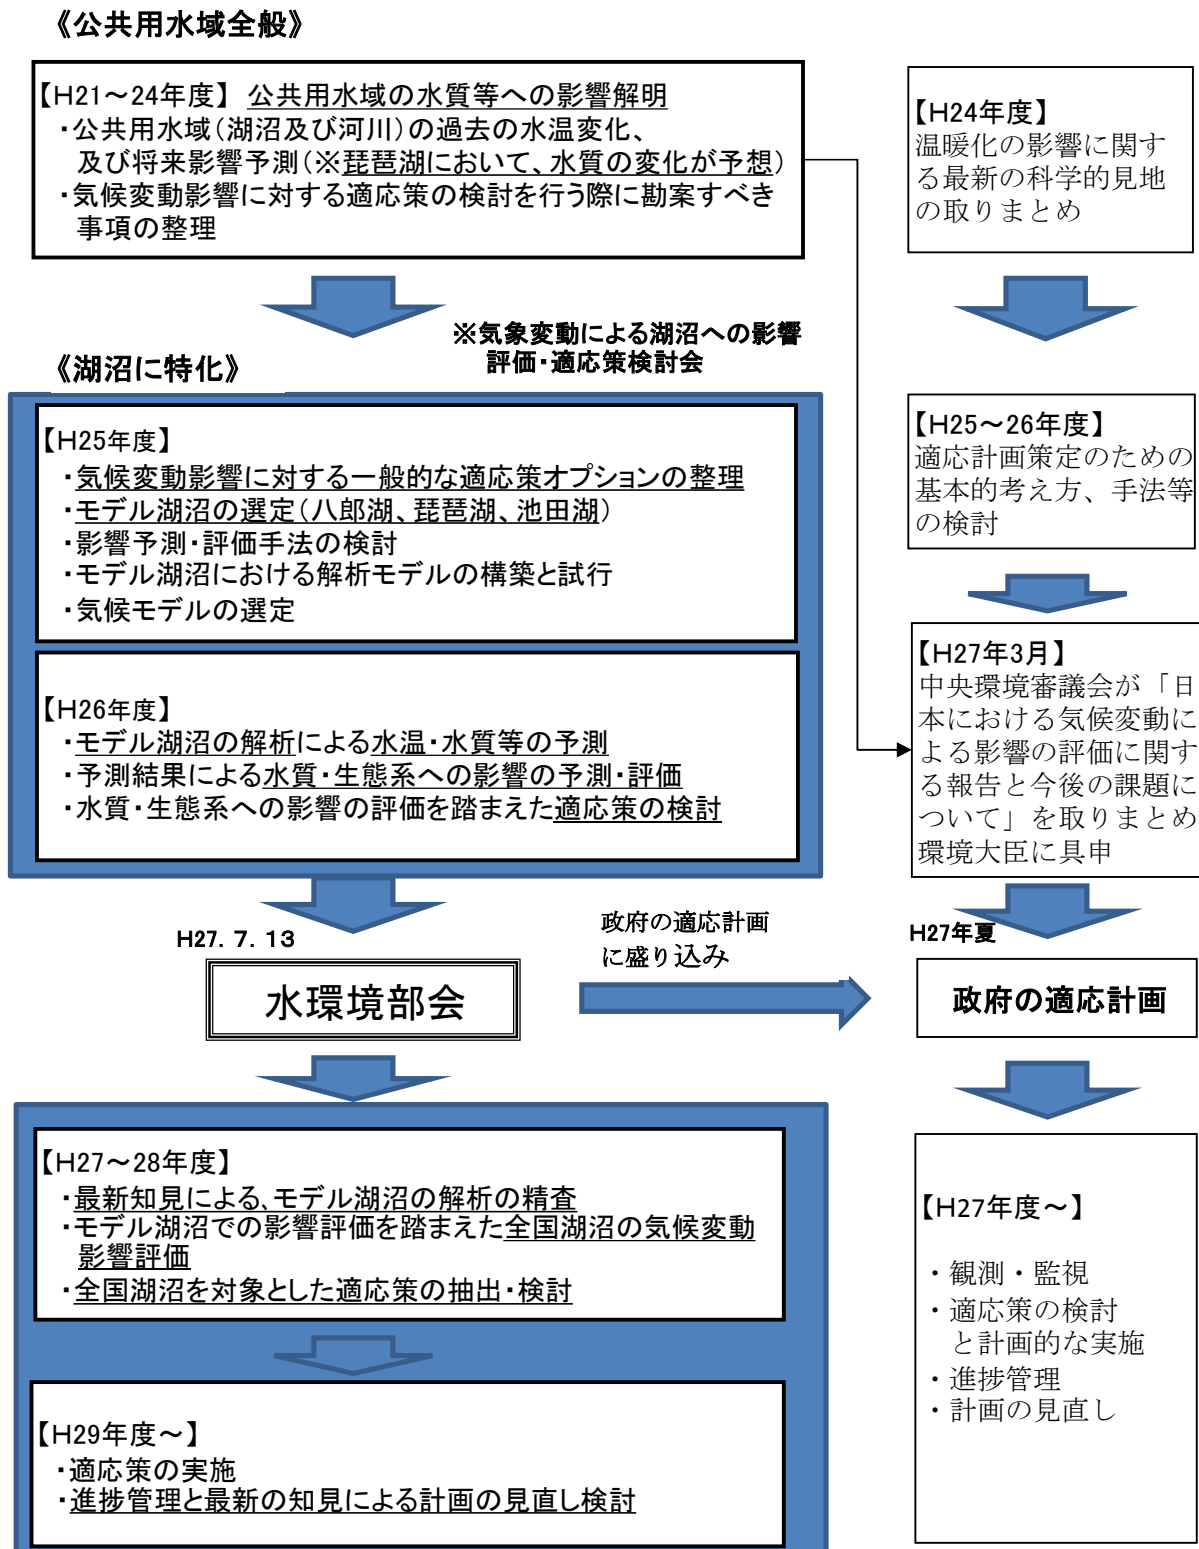 《公共用水域全般》
【H21～24年度】 公共用水域の水質等への影響解明
・公共用水域（湖沼及び河川）の過去の水温変化、
及び将来影響予測（※琵琶湖において、水質の変化が予想）
・気候変動影響に対する適応策の検討を行う際に勘案すべき
事項の整理
※気象変動による湖沼への影響
評価・適応策検討会
《湖沼に特化》
【H25年度】
・気候変動影響に対する一般的な適応策オプションの整理
・モデル湖沼の選定（八郎湖、琵琶湖、池田湖）
・影響予測・評価手法の検討
・モデル湖沼における解析モデルの構築と試行
・気候モデルの選定
【H26年度】
・モデル湖沼の解析による水温・水質等の予測
・予測結果による水質・生態系への影響の予測・評価
・水質・生態系への影響の評価を踏まえた適応策の検討
H27．7．13
水環境部会
政府の適応計画
に盛り込み
【H27～28年度】
・最新知見による、モデル湖沼の解析の精査
・モデル湖沼での影響評価を踏まえた全国湖沼の気候変動
影響評価
・全国湖沼を対象とした適応策の抽出・検討
【H29年度～】
・適応策の実施
・進捗管理と最新の知見による計画の見直し検討
【H24年度】
温暖化の影響に関す
る最新の科学的見地
の取りまとめ
【H25～26年度】
適応計画策定のための
基本的考え方、手法等
の検討
【H27年3月】
中央環境審議会が「日
本における気候変動に
よる影響の評価に関す
る報告と今後の課題に
ついて」を取りまとめ
環境大臣に具申
H27年夏
政府の適応計画
【H27年度～】
・観測・監視
・適応策の検討
と計画的な実施
・進捗管理
・計画の見直し